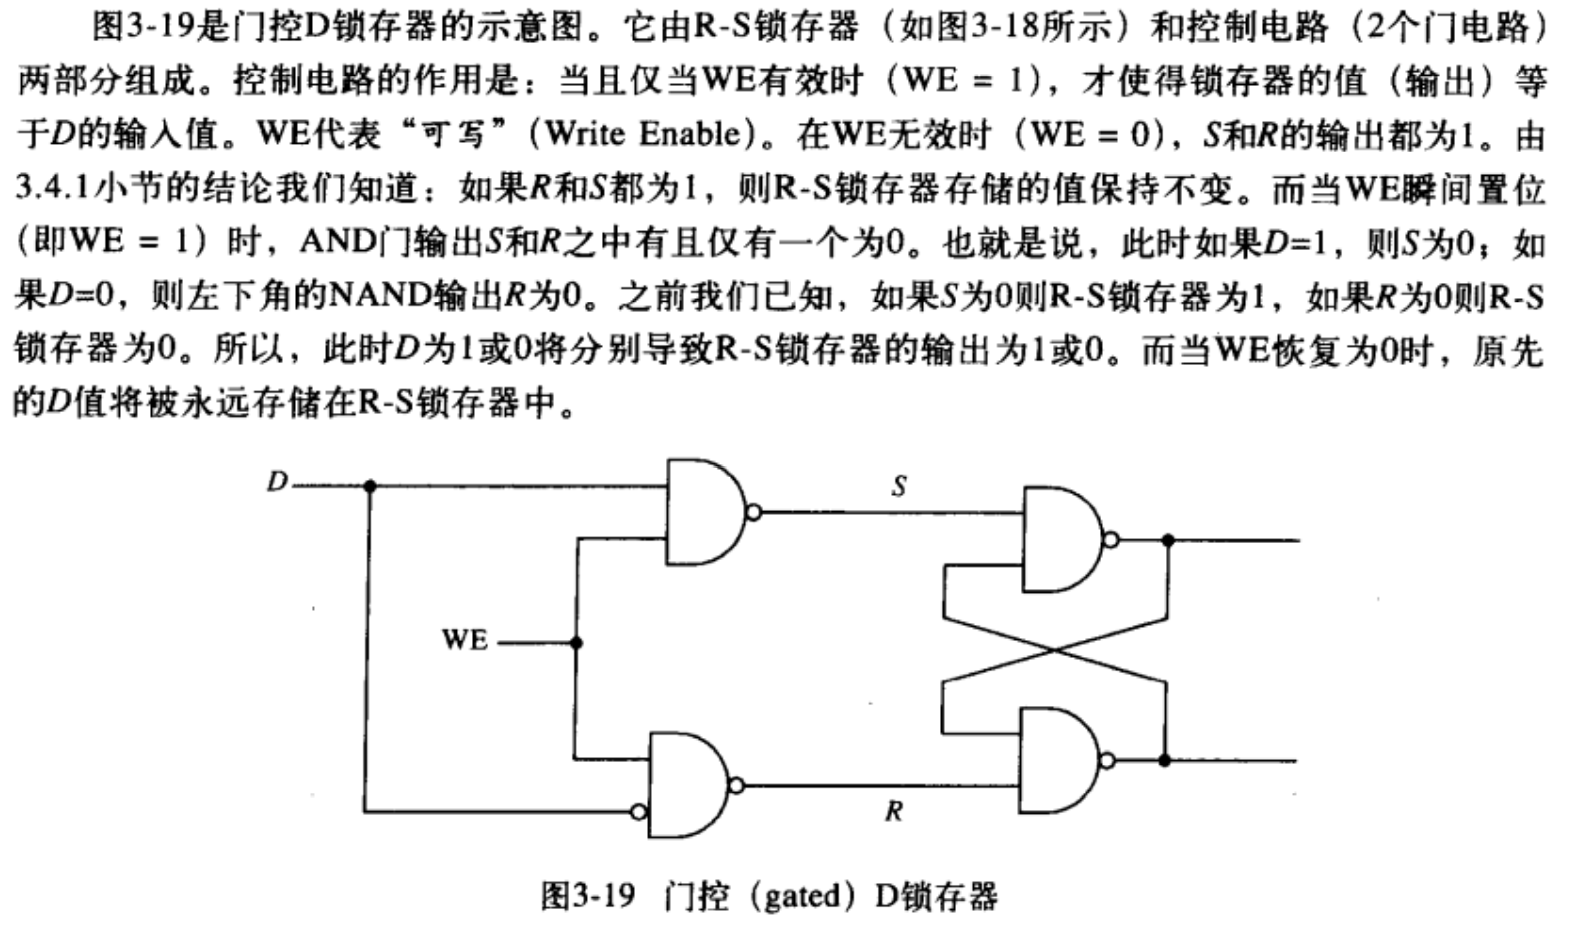 图3-19是门控D锁存器的示意图。它由R-S锁存器（如图3-18所示）和控制电路（2个门电路）
两部分组成。控制电路的作用是：当且仅当WE有效时（WE = 1），才使得锁存器的值（输出）等
于D的输入值。WE代表“可写”（Write Enable）。在WE无效时（WE = 0），S和R的输出都为1。由
3.4.1小节的结论我们知道：如果R和S都为1，则R-S锁存器存储的值保持不变。而当WE瞬间置位
（即WE = 1）时，AND门输出S和R之中有且仅有一个为0。也就是说，此时如果D=1，则S为0；如
果D=0，则左下角的NAND输出R为0。之前我们已知，如果S为0则R-S锁存器为1，如果R为0则R-S
锁存器为0。所以，此时D为1或0将分别导致R-S锁存器的输出为1或0。而当WE恢复为0时，原先
的D值将被永远存储在R-S锁存器中。
D
S
WE
R
图3-19 门控（gated）D锁存器